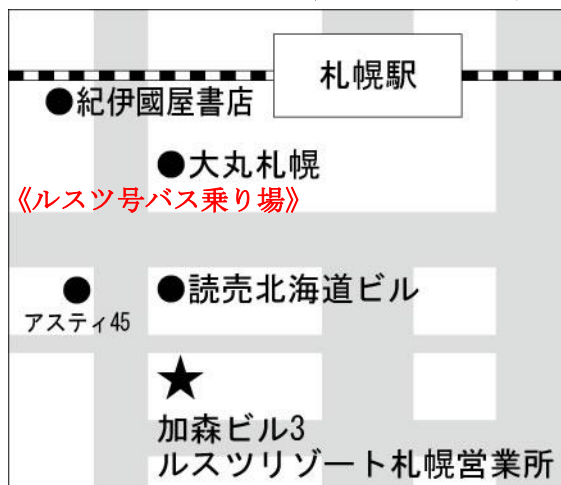 札幌駅
●紀伊國屋書店
●大丸札幌
《ルスツ号バス乗り場》
●読売北海道ビル
アスティ45
★
加森ビル3
ルスツリゾート札幌営業所